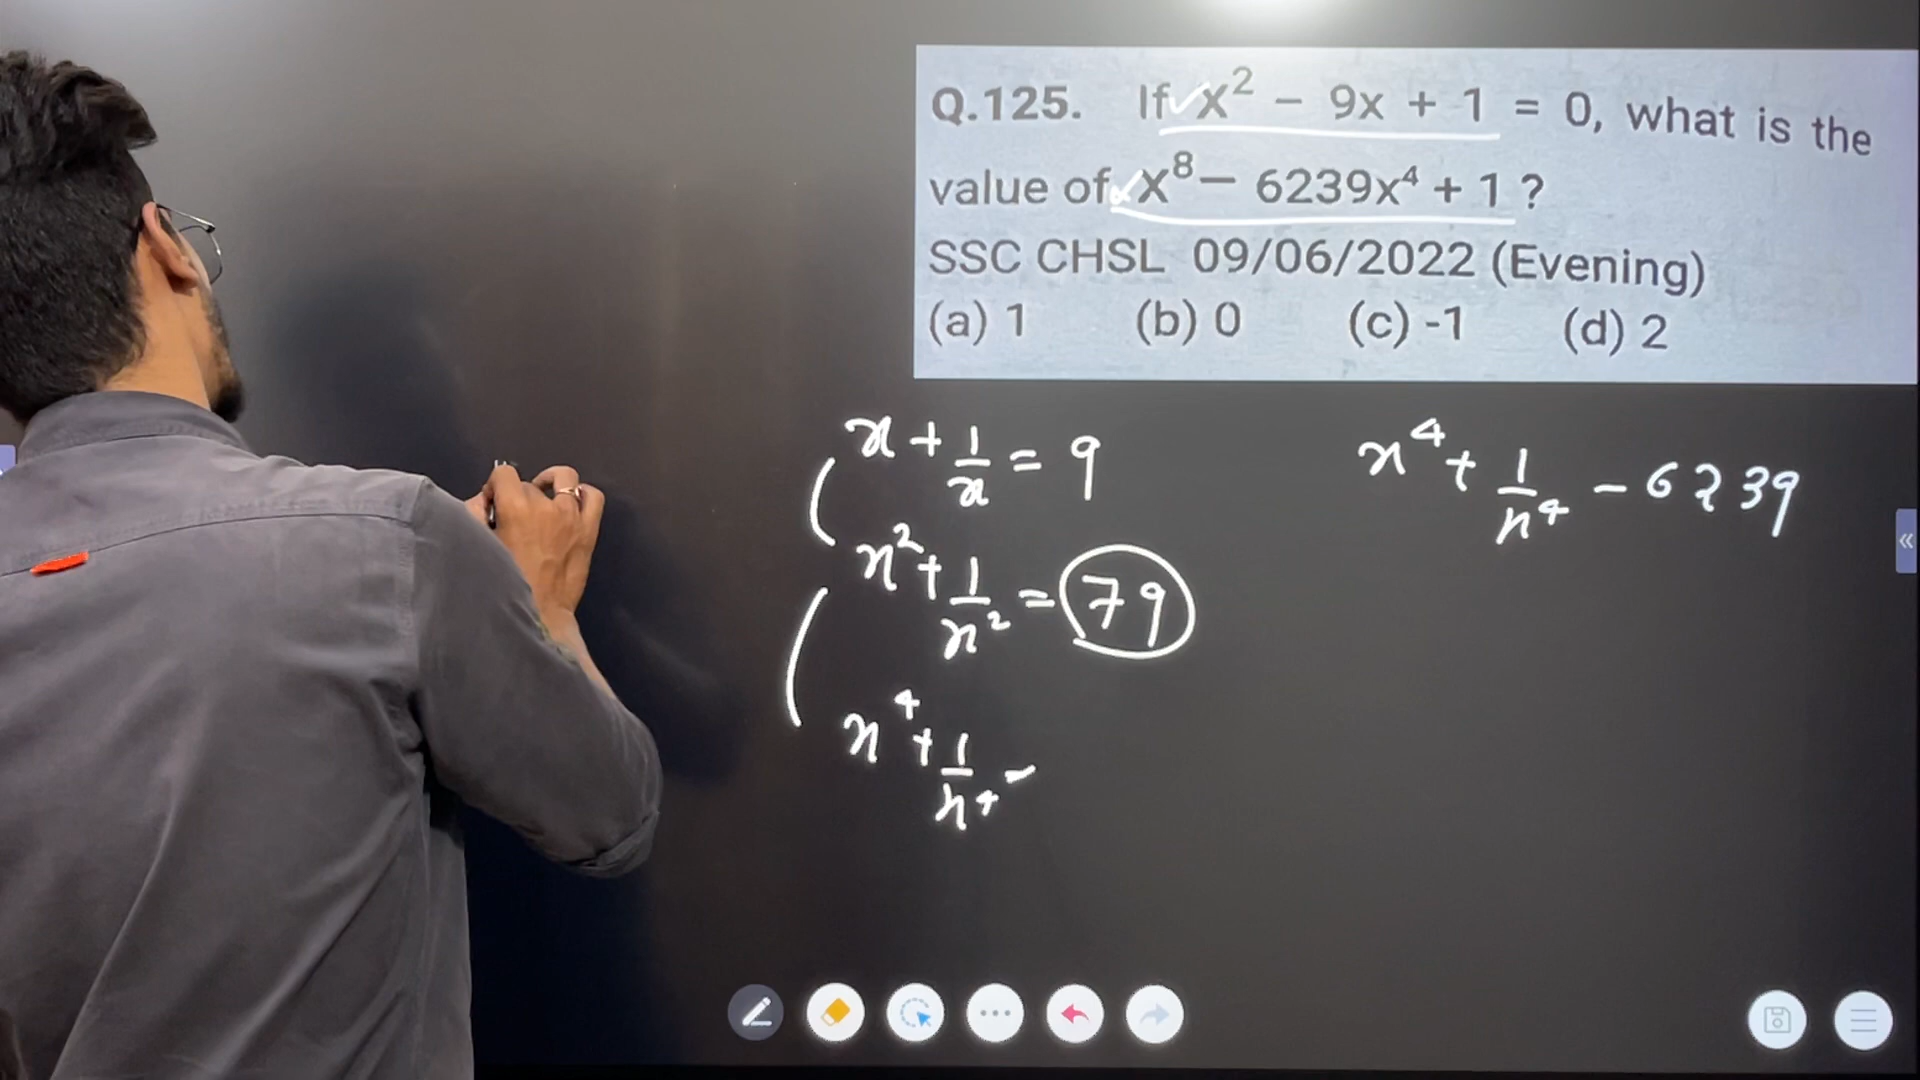 Q.125. If x² − 9x + 1 = 0, what is the
value of x⁸− 6239x⁴ + 1 ?
SSC CHSL 09/06/2022 (Evening)
(a) 1 (b) 0 (c) -1 (d) 2
x + 1/x = 9
x² + 1/x² = 79
x⁴ + 1/x⁴ -
x⁴ + 1/x⁴ - 6239
«